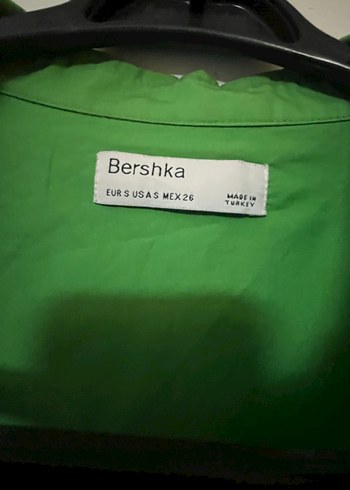 Bershka
EUR S USA S MEX 26
MADE IN
TURKEY